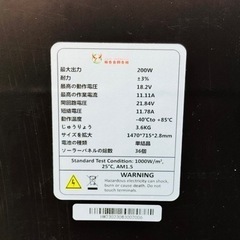 最大出力 200W
耐力 ±3%
最高の動作電圧 18.2V
最高の作業電流 11.11A
開回路電圧 21.84V
短絡電流 11.78A
動作温度 -40°Cto +85°C
じゅうりょう 3.6KG
サイズを拡大 1470*715*2.8mm
電池の種類 単結晶
ソーラーパネルの総数 36個
Standard Test Condition: 1000W/m²,
25°C, AM1.5
WARNING
Hazardous electricity can shock,
burn or cause death. Do not
touch terminals.